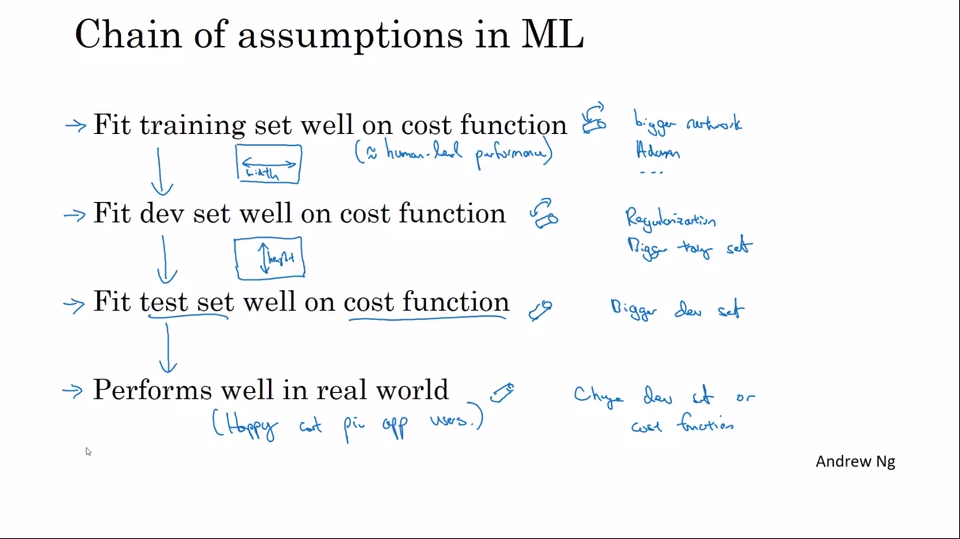 Chain of assumptions in ML
→ Fit training set well on cost function
bigger network
(≈ human-level performance)
Adam
...
width
→ Fit dev set well on cost function
Regularization
Bigger training set
height
→ Fit test set well on cost function
Bigger dev set
→ Performs well in real world
Change dev set or
cost function
(Happy cat pic app users.)
Andrew Ng